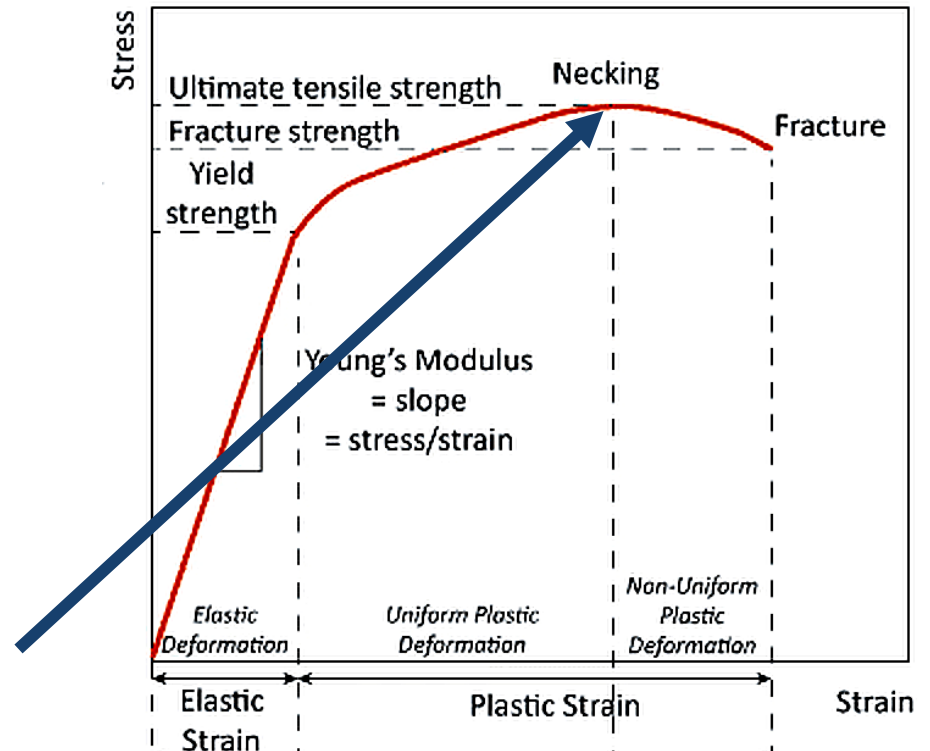 Stress
Ultimate tensile strength
Necking
Fracture strength
Fracture
Yield
strength
Young's Modulus
= slope
= stress/strain
Elastic
Deformation
Uniform Plastic
Deformation
Non-Uniform
Plastic
Deformation
Elastic
Strain
Plastic Strain
Strain